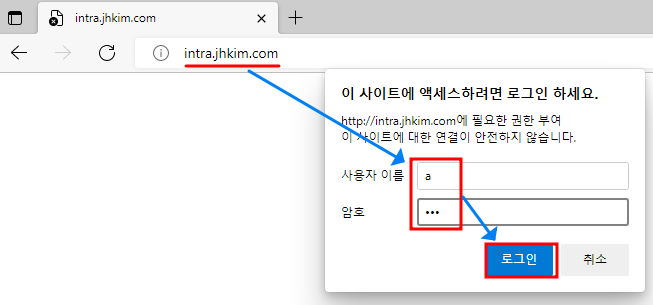 intra.jhkim.com
intra.jhkim.com
이 사이트에 액세스하려면 로그인 하세요.
http://intra.jhkim.com에 필요한 권한 부여
이 사이트에 대한 연결이 안전하지 않습니다.
사용자 이름 a
암호 •••
로그인 취소